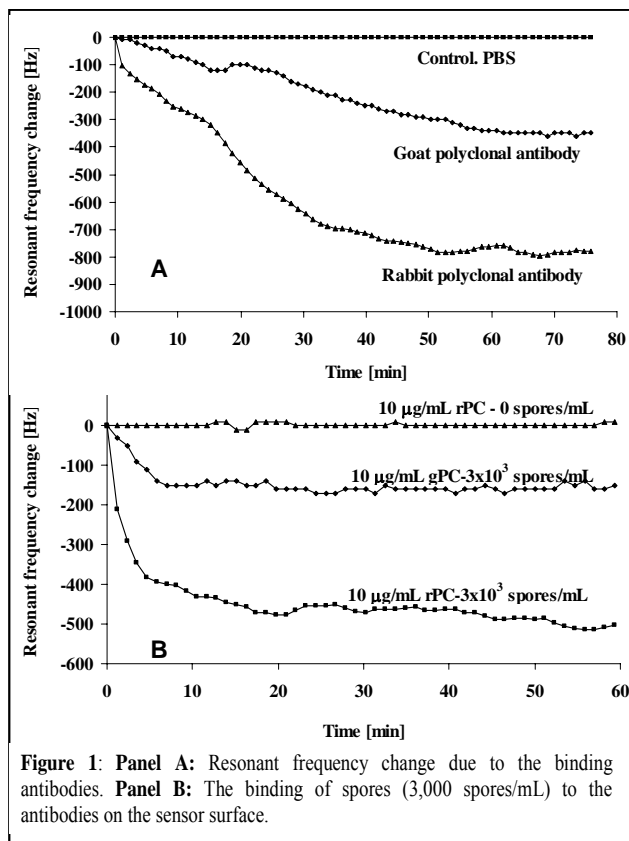 0
-100
-200
-300
-400
-500
-600
-700
-800
-900
-1000
Resonant frequency change [Hz]
Control. PBS
Goat polyclonal antibody
Rabbit polyclonal antibody
A
0 10 20 30 40 50 60 70 80
Time [min]
0
-100
-200
-300
-400
-500
-600
Resonant frequency change [Hz]
10 μg/mL rPC - 0 spores/mL
10 μg/mL gPC-3x10³ spores/mL
10 μg/mL rPC-3x10³ spores/mL
B
0 10 20 30 40 50 60
Time [min]
Figure 1: Panel A: Resonant frequency change due to the binding
antibodies. Panel B: The binding of spores (3,000 spores/mL) to the
antibodies on the sensor surface.